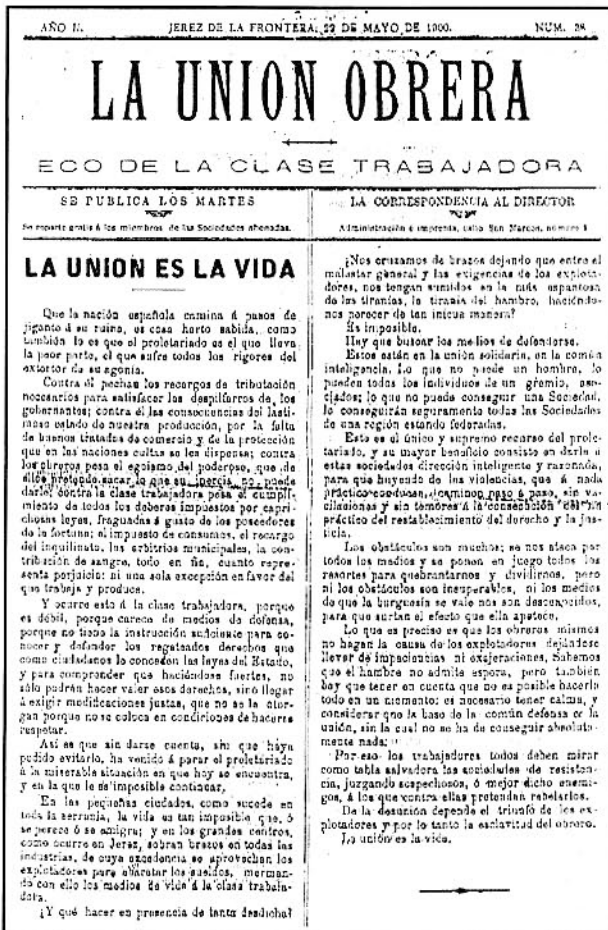 AÑO II.
JEREZ DE LA FRONTERA: 22 DE MAYO DE 1900.
NUM. 28
LA UNION OBRERA
ECO DE LA CLASE TRABAJADORA
SE PUBLICA LOS MARTES
Se reparte gratis á los miembros de las Sociedades afienadas.
LA CORRESPONDENCIA AL DIRECTOR
Administración é imprenta, calle San Marcos, número 1
LA UNION ES LA VIDA
Que la nación española camina á pasos de
jigante á su ruina, es cosa harto sabida, como
también lo es que el proletariado es el que lleva
la peor parte, el que sufre todos los rigores del
extertor de su agonía.
Contra él pechan los recargos de tributación
necesarios para satisfacer los despilfarros de los
gobernantes; contra él las consecuencias del lasti-
moso estado de nuestra producción, por la falta
de buenos tratados de comercio y de la protección
que en las naciones cultas se les dispensa; contra
los obreros pesa el egoismo del poderoso, que de
ellos pretende sacar lo que su inercia no puede
darle; contra la clase trabajadora pesa el cumpli-
miento de todos los deberes impuestos por capri-
chosas leyes, fraguadas á gusto de los poseedores
de la fortuna; el impuesto de consumos, el recargo
del inquilinato, los arbitrios municipales, la con-
tribución de sangre, todo en fin, cuanto repre-
senta perjuicio: ni una sola excepción en favor del
que trabaja y produce.
Y ocurre esto á la clase trabajadora, porque
es débil, porque carece de medios de defensa,
porque no tiene la instrucción suficiente para co-
nocer y defender los regateados derechos que
como ciudadanos le conceden las leyes del Estado,
y para comprender que haciéndose fuertes, no
sólo podrán hacer valer esos derechos, sino llegar
á exigir modificaciones justas, que no se la otor-
gan porque no se coloca en condiciones de hacerse
respetar.
Así es que sin darse cuenta, sin que haya
podido evitarlo, ha venido á parar el proletariado
á la miserable situación en que hoy se encuentra,
y en la que le es imposible continuar.
En las pequeñas ciudades, como sucede en
toda la serranía, la vida es tan imposible que, ó
se perece ó se emigra; y en los grandes centros,
como ocurre en Jerez, sobran brazos en todas las
industrias, de cuya excedencia se aprovechan los
explotadores para abaratar los sueldos, merman-
do con ello los medios de vida á la clase trabaja-
dora.
¿Y qué hacer en presencia de tanta desdicha?
¿Nos cruzamos de brazos dejando que entre el
malestar general y las exigencias de los explota-
dores, nos tengan sumidos en la más espantosa
de las tiranías, la tiranía del hambre, haciéndo-
nos perecer de tan inicua manera?
Es imposible.
Hay que buscar los medios de defenderse.
Estos están en la unión solidaria, en la común
inteligencia. Lo que no puede un hombre, lo
pueden todos los individuos de un gremio, aso-
ciados; lo que no puede conseguir una Sociedad,
lo conseguirán seguramente todas las Sociedades
de una región estando federadas.
Este es el único y supremo recurso del prole-
tariado, y su mayor beneficio consiste en darle á
estas sociedades dirección inteligente y razonada,
para que huyendo de las violencias, que á nada
práctico conducen, caminen paso á paso, sin va-
cilaciones y sin temores á la consecución del fin
práctico del restablecimiento del derecho y la jus-
ticia.
Los obstáculos son muchos; se nos ataca por
todos los medios y se ponen en juego todos los
resortes para quebrantarnos y dividirnos, pero
ni los obstáculos son insuperables, ni los medios
de que la burguesía se vale nos son desconocidos,
para que surtan el efecto que ella apetece.
Lo que es preciso es que los obreros mismos
no hagan la causa de los explotadores dejándose
llevar de impaciencias ni exajeraciones. Sabemos
que el hambre no admite espera, pero también
hay que tener en cuenta que no es posible hacerlo
todo en un momento: es necesario tener calma, y
considerar que la base de la común defensa es la
unión, sin la cual no se ha de conseguir absoluta-
mente nada.
Por eso los trabajadores todos deben mirar
como tabla salvadora las sociedades de resisten-
cia, juzgando sospechosos, ó mejor dicho enemi-
gos, á los que contra ellas pretendan rebelarlos.
De la desunión depende el triunfo de los ex-
plotadores y por lo tanto la esclavitud del obrero.
La unión es la vida.